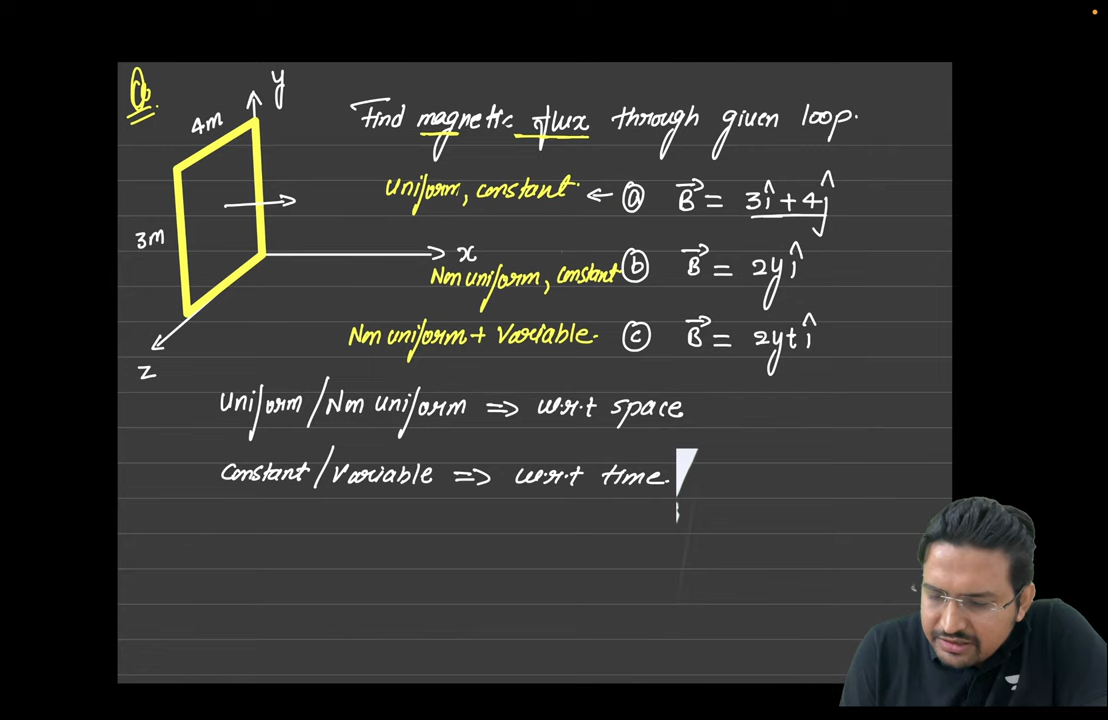 Q.
y
4m
Find magnetic flux through given loop.
uniform, constant. ← ⓐ B⃗ = 3î + 4ĵ
3m
x
Non uniform, constant ⓑ B⃗ = 2y î
Non uniform + Variable. ⓒ B⃗ = 2yt î
z
Uniform / Non uniform ⇒ w.r.t space
Constant / Variable ⇒ w.r.t time.